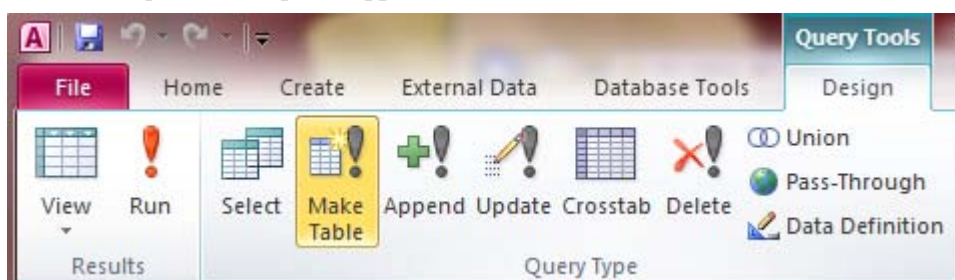 A
Query Tools
File Home Create External Data Database Tools Design
View Run Select Make Table Append Update Crosstab Delete
Union
Pass-Through
Data Definition
Results Query Type